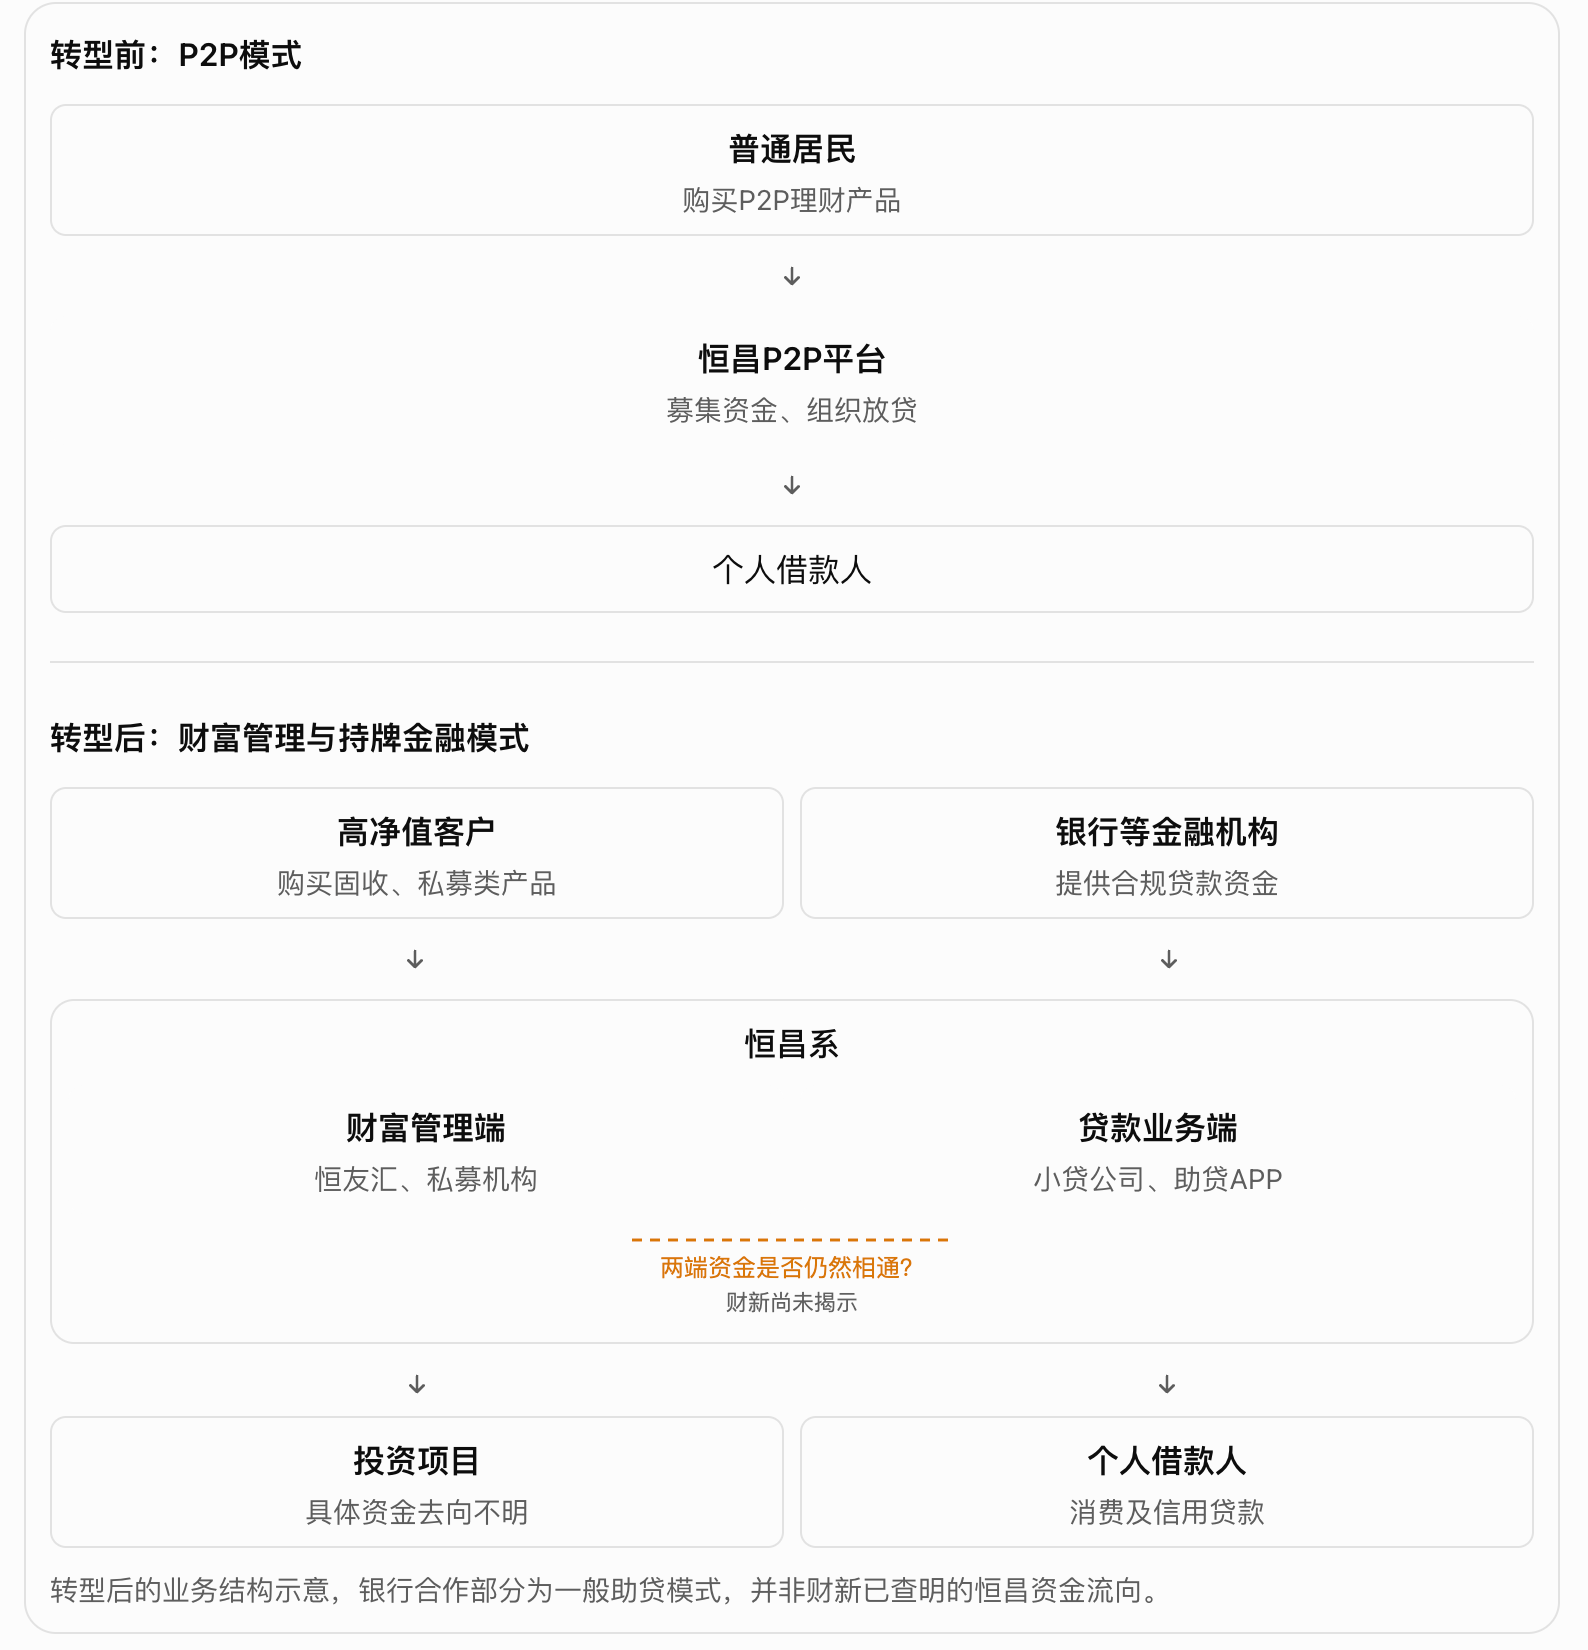 转型前：P2P模式
普通居民
购买P2P理财产品
↓
恒昌P2P平台
募集资金、组织放贷
↓
个人借款人
转型后：财富管理与持牌金融模式
高净值客户
购买固收、私募类产品
银行等金融机构
提供合规贷款资金
↓
↓
恒昌系
财富管理端
恒友汇、私募机构
贷款业务端
小贷公司、助贷APP
两端资金是否仍然相通?
财新尚未揭示
↓
↓
投资项目
具体资金去向不明
个人借款人
消费及信用贷款
转型后的业务结构示意，银行合作部分为一般助贷模式，并非财新已查明的恒昌资金流向。